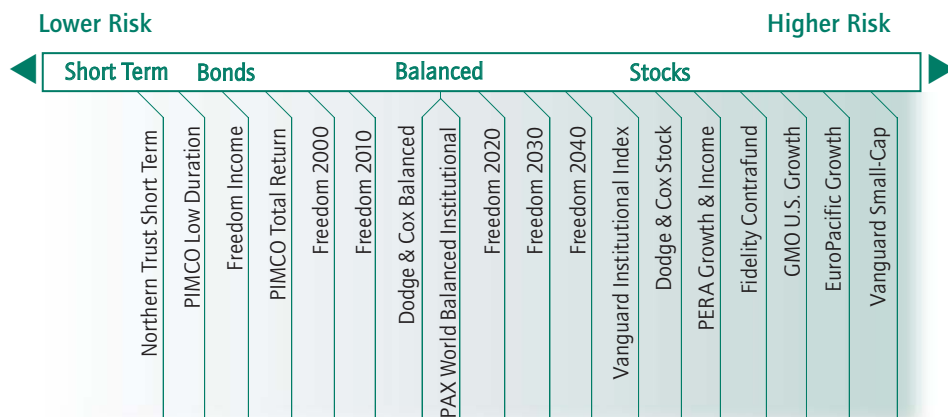 Lower Risk
Higher Risk
Short Term
Bonds
Balanced
Stocks
Northern Trust Short Term
PIMCO Low Duration
Freedom Income
PIMCO Total Return
Freedom 2000
Freedom 2010
Dodge & Cox Balanced
PAX World Balanced Institutional
Freedom 2020
Freedom 2030
Freedom 2040
Vanguard Institutional Index
Dodge & Cox Stock
PERA Growth & Income
Fidelity Contrafund
GMO U.S. Growth
EuroPacific Growth
Vanguard Small-Cap